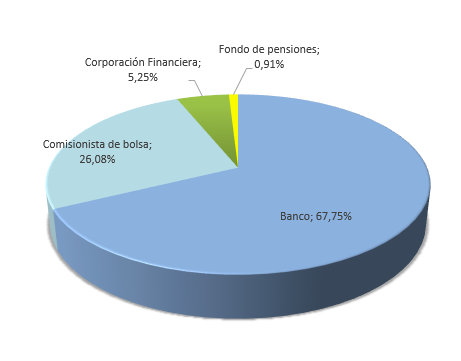 Fondo de pensiones;
0,91%
Corporación Financiera;
5,25%
Comisionista de bolsa;
26,08%
Banco; 67,75%